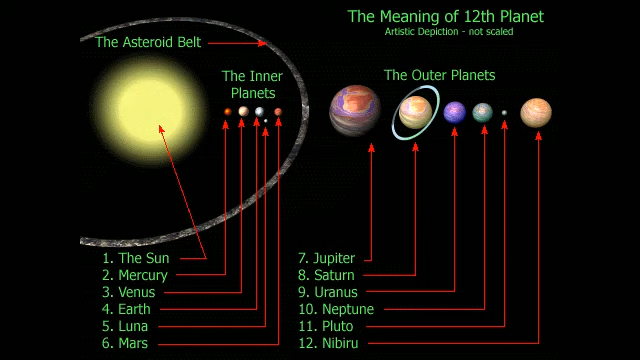 The Meaning of 12th Planet
Artistic Depiction - not scaled
The Asteroid Belt
The Inner
Planets
The Outer Planets
1. The Sun
2. Mercury
3. Venus
4. Earth
5. Luna
6. Mars
7. Jupiter
8. Saturn
9. Uranus
10. Neptune
11. Pluto
12. Nibiru